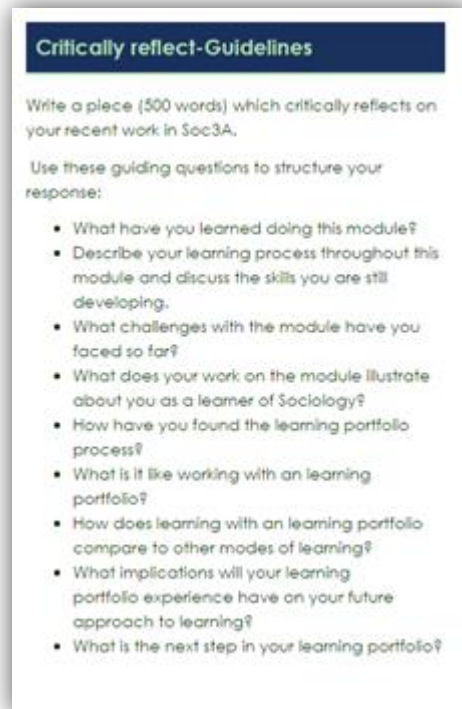 Critically reflect-Guidelines
Write a piece (500 words) which critically reflects on
your recent work in Soc3A.
Use these guiding questions to structure your
response:
• What have you learned doing this module?
• Describe your learning process throughout this
module and discuss the skills you are still
developing.
• What challenges with the module have you
faced so far?
• What does your work on the module illustrate
about you as a learner of Sociology?
• How have you found the learning portfolio
process?
• What is it like working with an learning
portfolio?
• How does learning with an learning portfolio
compare to other modes of learning?
• What implications will your learning
portfolio experience have on your future
approach to learning?
• What is the next step in your learning portfolio?